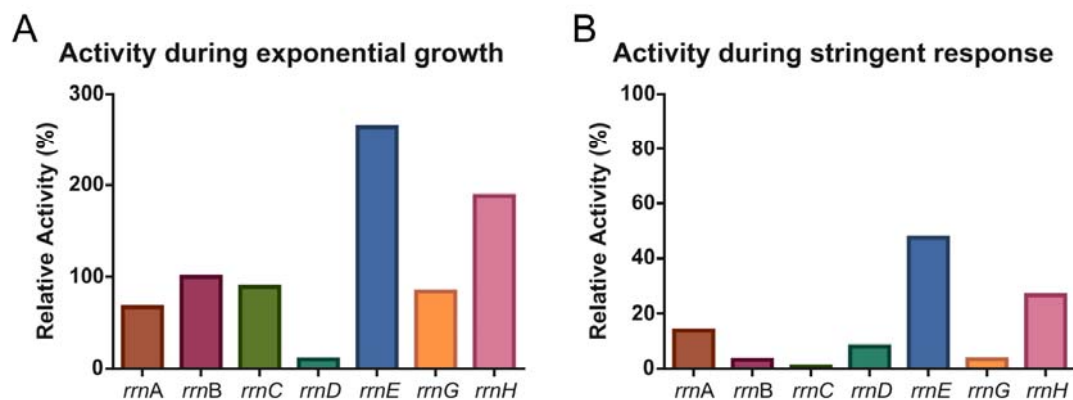 A
Activity during exponential growth
Relative Activity (%)
300
200
100
0
rrnA
rrnB
rrnC
rrnD
rrnE
rrnG
rrnH
B
Activity during stringent response
Relative Activity (%)
100
80
60
40
20
0
rrnA
rrnB
rrnC
rrnD
rrnE
rrnG
rrnH